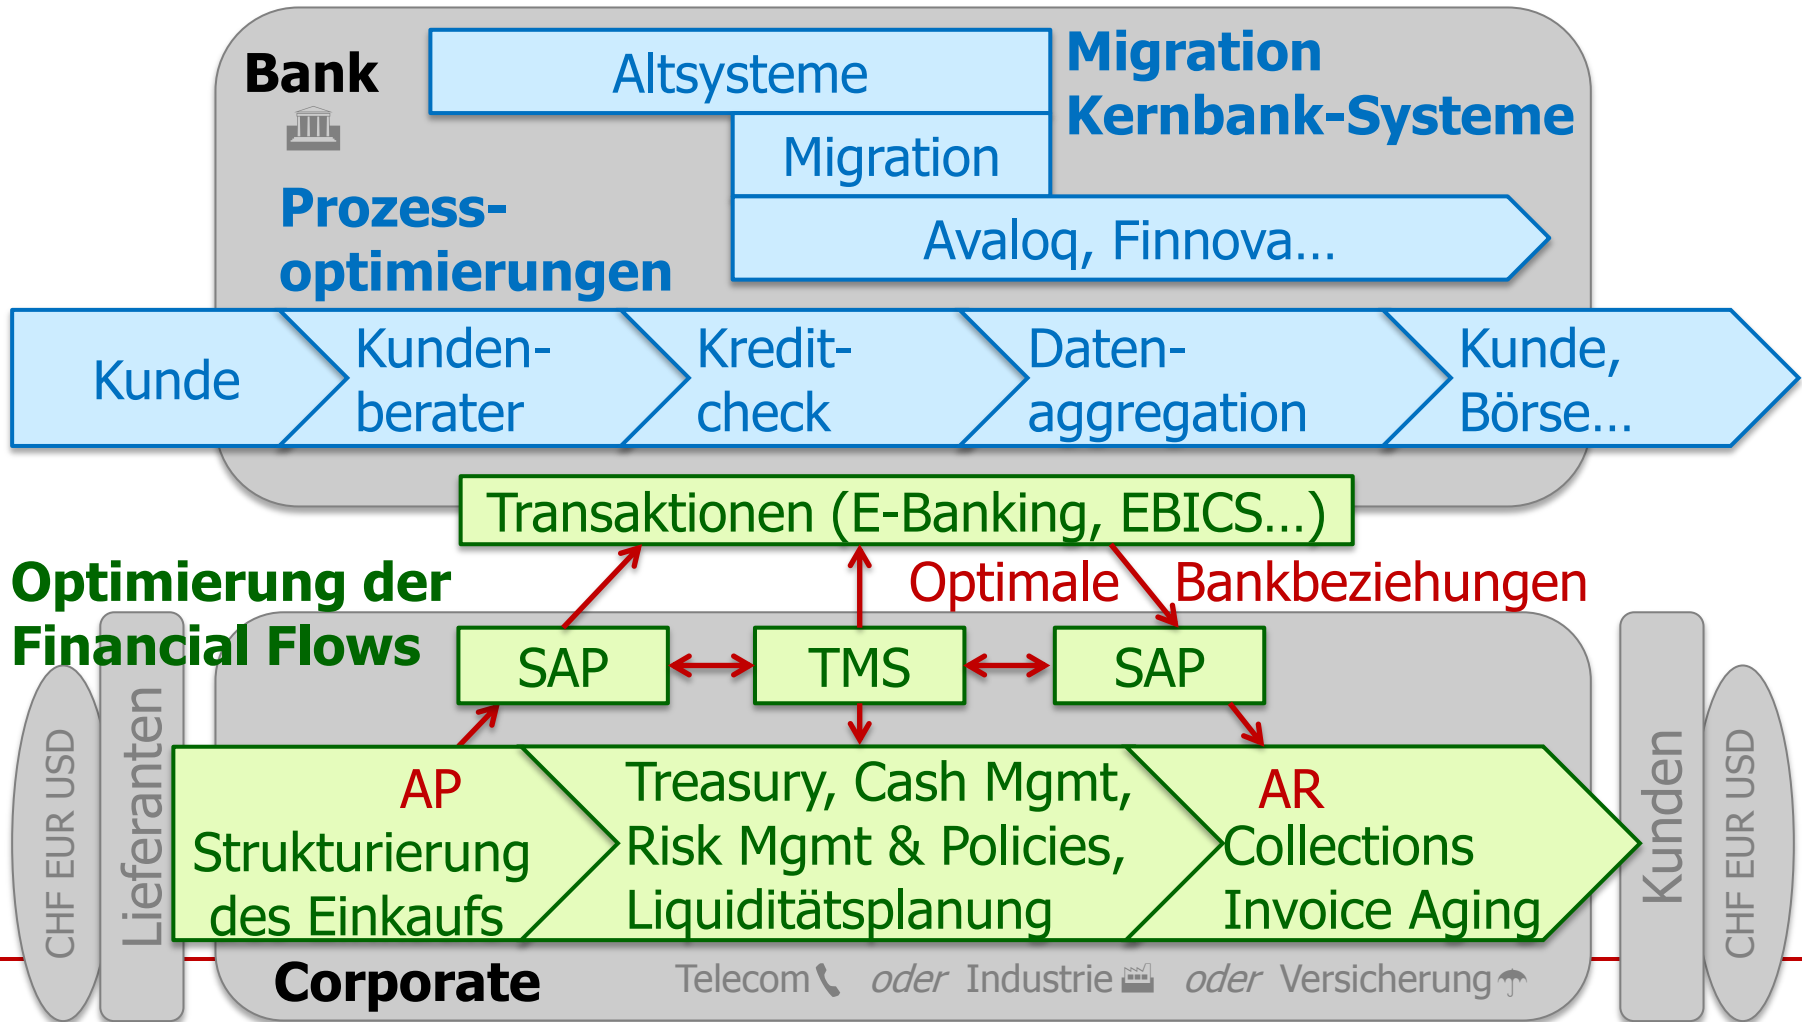 Bank
Altsysteme
Migration
Kernbank-Systeme
Migration
Prozess-
optimierungen
Avaloq, Finnova...
Kunde
Kunden-
berater
Kredit-
check
Daten-
aggregation
Kunde,
Börse...
Transaktionen (E-Banking, EBICS...)
Optimierung der
Financial Flows
Optimale Bankbeziehungen
SAP
TMS
SAP
CHF EUR USD
Lieferanten
AP
Strukturierung
des Einkaufs
Treasury, Cash Mgmt,
Risk Mgmt & Policies,
Liquiditätsplanung
AR
Collections
Invoice Aging
Kunden
CHF EUR USD
Corporate
Telecom oder Industrie oder Versicherung